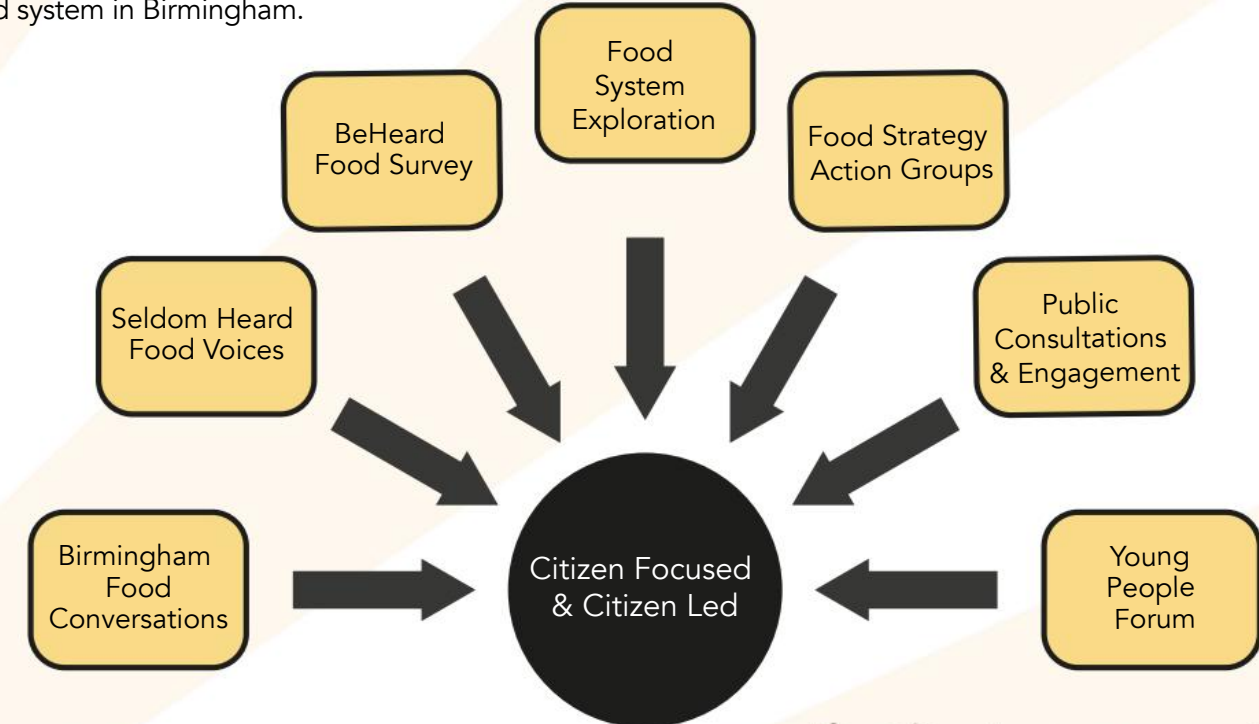 d system in Birmingham.
Food
System
Exploration
BeHeard
Food Survey
Food Strategy
Action Groups
Seldom Heard
Food Voices
Public
Consultations
& Engagement
Birmingham
Food
Conversations
Citizen Focused
& Citizen Led
Young
People
Forum